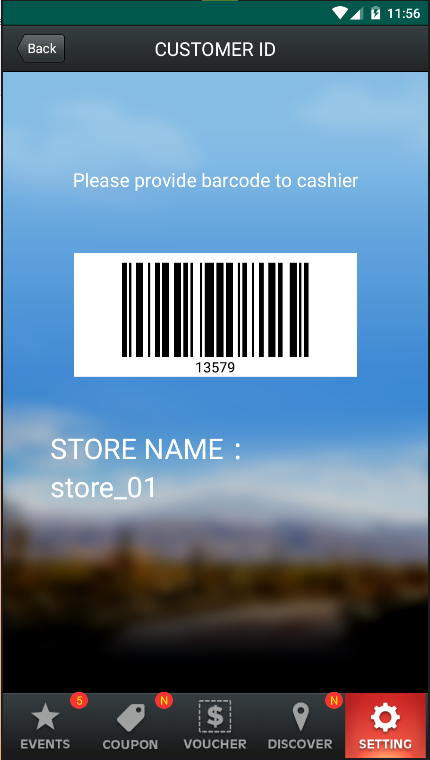 11:56
Back
CUSTOMER ID
Please provide barcode to cashier
13579
STORE NAME :
store_01
5 N N
EVENTS COUPON VOUCHER DISCOVER SETTING